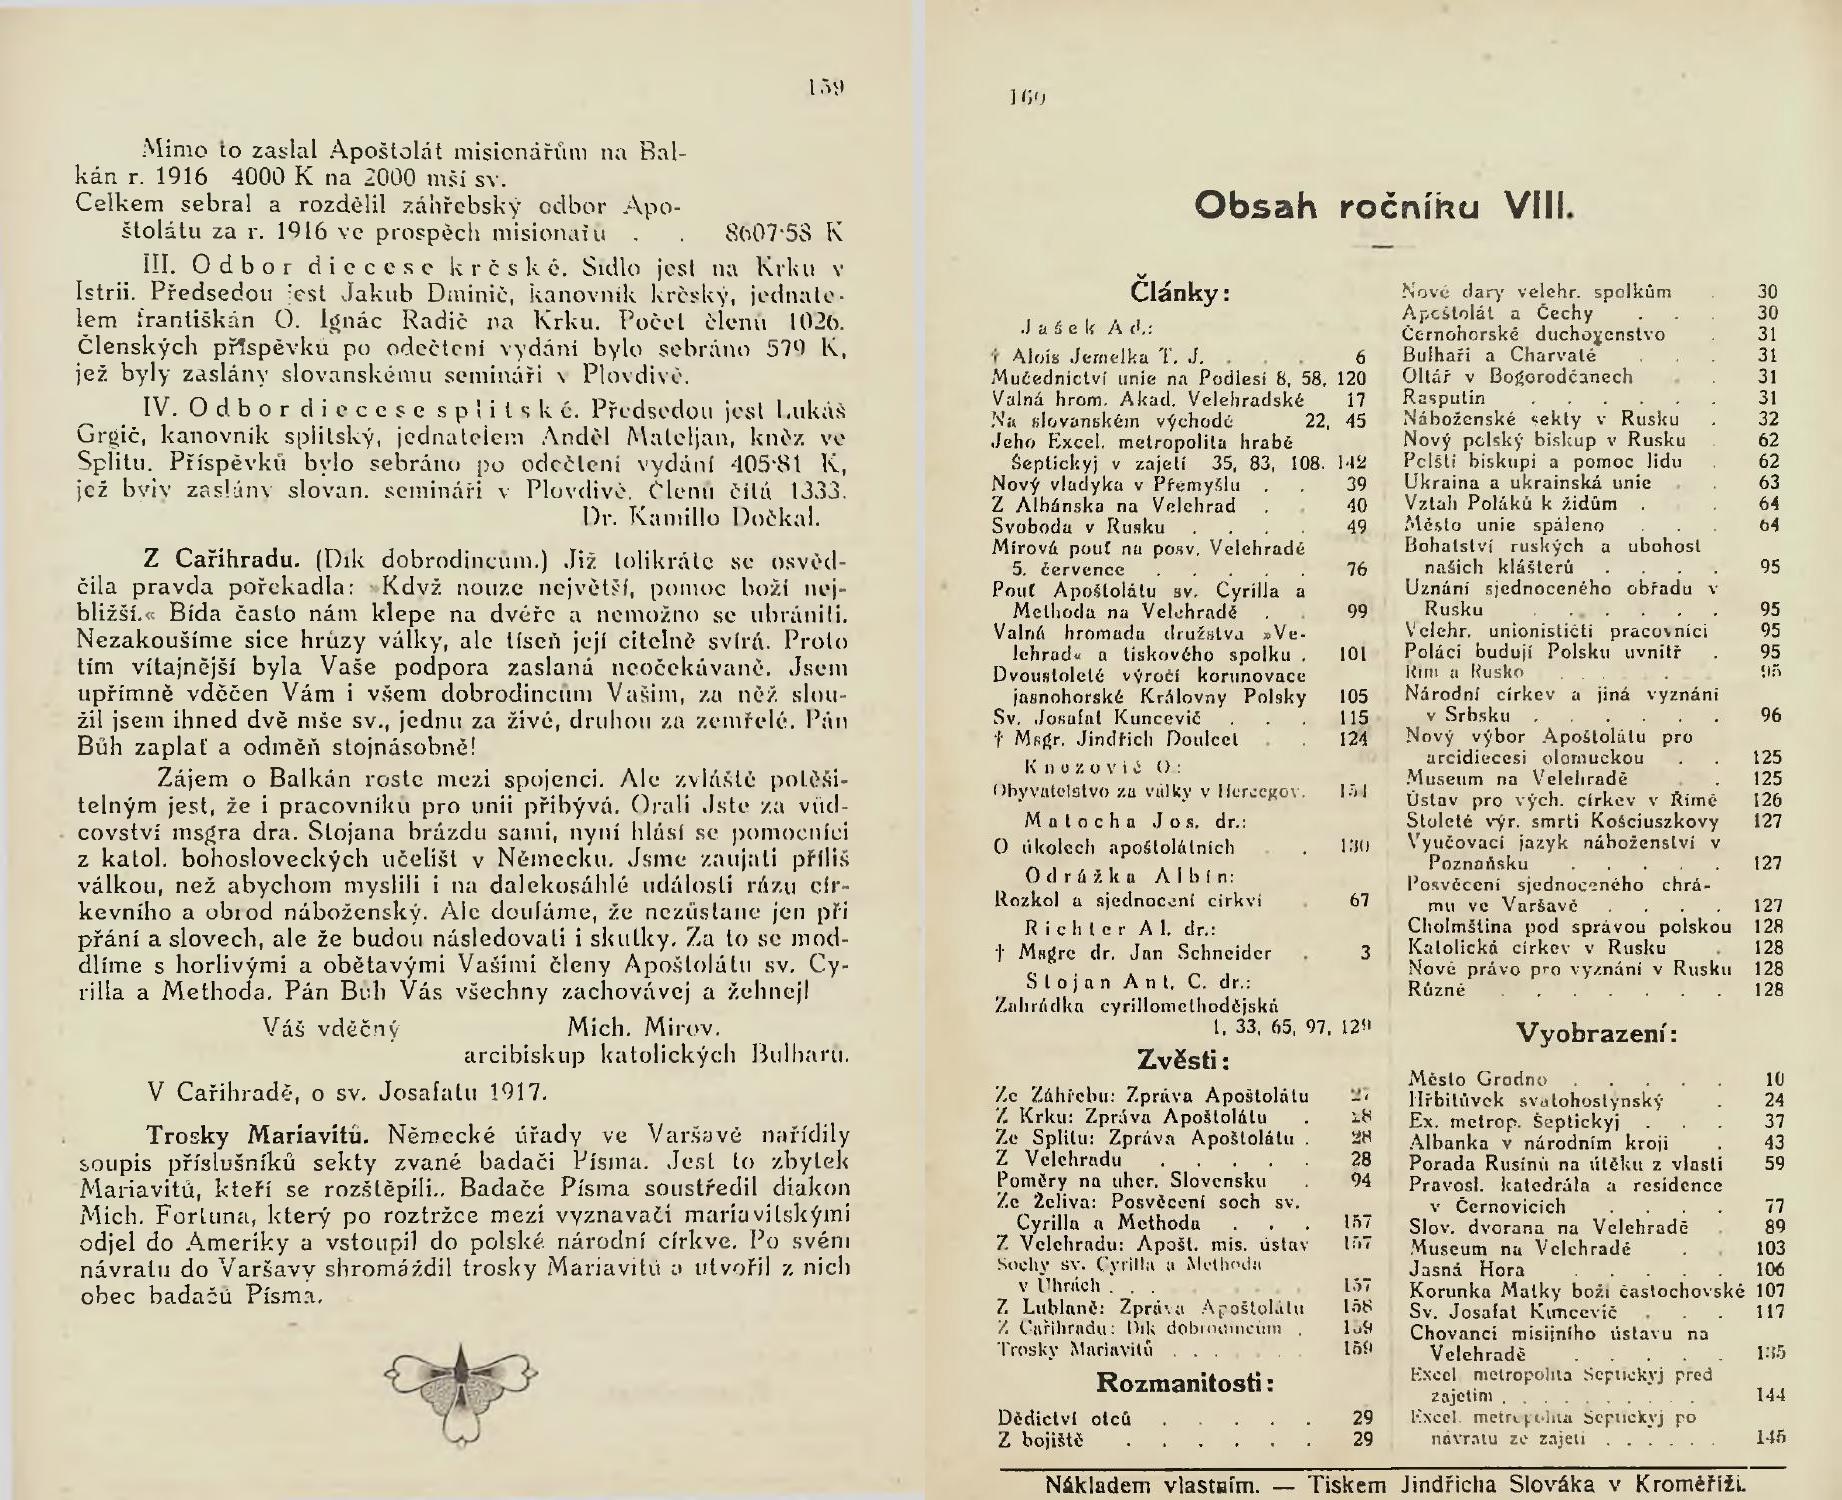 159
Mimo to zaslal Apoštolát misionářům na Bal-
kán r. 1916 4000 K na 2000 mší sv.
Celkem sebral a rozdělil záhřebský odbor Apo-
štolátu za r. 1916 ve prospěch misionařů . . 8607·58 K
III. Odbor diecese krčské. Sídlo jest na Krku v
Istrii. Předsedou jest Jakub Dminič, kanovník krčský, jednate-
lem františkán O. Ignác Radič na Krku. Počet členů 1026.
Členských příspěvků po odečtení vydání bylo sebráno 579 K,
jež byly zaslány slovanskému semináři v Plovdivě.
IV. Odbor diecese splitské. Předsedou jest Lukáš
Grgič, kanovník splitský, jednatelem Anděl Mateljan, kněz ve
Splitu. Příspěvků bylo sebráno po odečtení vydání 405·81 K,
jež byly zaslány slovan. semináři v Plovdivě. Členů čítá 1333.
Dr. Kamillo Dočkal.
Z Cařihradu. (Dík dobrodincům.) Již tolikráte se osvěd-
čila pravda pořekadla: »Když nouze největší, pomoc boží nej-
bližší.« Bída často nám klepe na dvéře a nemožno se ubrániti.
Nezakoušíme sice hrůzy války, ale tíseň její citelně svírá. Proto
tím vítajnější byla Vaše podpora zaslaná neočekávaně. Jsem
upřímně vděčen Vám i všem dobrodincům Vašim, za něž slou-
žil jsem ihned dvě mše sv., jednu za živé, druhou za zemřelé. Pán
Bůh zaplať a odměň stojnásobně!
Zájem o Balkán roste mezi spojenci. Ale zvláště potěši-
telným jest, že i pracovníků pro unii přibývá. Orali Jste za vůd-
covství msgra dra. Stojana brázdu sami, nyní hlásí se pomocníci
z katol. bohosloveckých učelišť v Německu. Jsme zaujati příliš
válkou, než abychom myslili i na dalekosáhlé události rázu cír-
kevního a obrod náboženský. Ale doufáme, že nezůstane jen při
přání a slovech, ale že budou následovati i skutky. Za to se mod-
dlíme s horlivými a obětavými Vašimi členy Apoštolátu sv. Cy-
rilla a Methoda. Pán Bůh Vás všechny zachovávej a žehnej!
Váš vděčný Mich. Mirov.
arcibiskup katolických Bulharů.
V Cařihradě, o sv. Josafatu 1917.
Trosky Mariavitů. Německé úřady ve Varšavě nařídily
soupis příslušníků sekty zvané badači Písma. Jest to zbytek
Mariavitů, kteří se rozštěpili.. Badače Písma soustředil diakon
Mich. Fortuna, který po roztržce mezi vyznavači mariavitskými
odjel do Ameriky a vstoupil do polské národní církve. Po svém
návratu do Varšavy shromáždil trosky Mariavitů a utvořil z nich
obec badačů Písma.
160
Obsah ročníku VIII.
Články:
Jašek Ad.:
† Alois Jemelka T. J. . . . 6
Mučednictví unie na Podlesí 8, 58, 120
Valná hrom. Akad. Velehradské 17
Na slovanském východě 22, 45
Jeho Excel. metropolita hrabě
Šeptickyj v zajetí 35, 83, 108. 142
Nový vladyka v Přemyšlu . . 39
Z Albánska na Velehrad . . 40
Svoboda v Rusku . . . . 49
Mírová pouť na posv. Velehradě
5. července . . . . . 76
Pouť Apoštolátu sv. Cyrilla a
Methoda na Velehradě . . 99
Valná hromada družstva »Ve-
lehrad« a tiskového spolku . 101
Dvoustoleté výročí korunovace
jasnohorské Královny Polsky 105
Sv. Josafat Kuncevič . . . 115
† Msgr. Jindřich Doulcet . . 124
Knezovič O.:
Obyvatelstvo za války v Hercegov. 154
Matocha Jos. dr.:
O úkolech apoštolátních . 130
Odrážka Albín:
Rozkol a sjednocení církví . 67
Richter Al. dr.:
† Msgre dr. Jan Schneider . 3
Stojan Ant. C. dr.:
Zahrádka cyrillomethodějská
1, 33, 65, 97, 129
Zvěsti:
Ze Záhřebu: Zpráva Apoštolátu 27
Z Krku: Zpráva Apoštolátu . 28
Ze Splitu: Zpráva Apoštolátu . 28
Z Velehradu . . . . . 28
Poměry na uher. Slovensku . 94
Ze Želiva: Posvěcení soch sv.
Cyrilla a Methoda . . . 157
Z Velehradu: Apošt. mis. ústav 157
Sochy sv. Cyrilla a Methoda
v Uhrách . . . 157
Z Lublaně: Zpráva Apoštolátu 158
Z Cařihradu: Dík dobrodincům . 159
Trosky Mariavitů . . . . . . 159
Rozmanitosti:
Dědictví otců . . . . . 29
Z bojiště . . . . . . 29
Nové dary velehr. spolkům . 30
Apoštolát a Čechy . . . 30
Černohorské duchovenstvo . 31
Bulhaři a Charvaté . . . 31
Oltář v Bogorodčanech . . 31
Rasputin . . . . . . 31
Náboženské sekty v Rusku . 32
Nový polský biskup v Rusku 62
Polští biskupi a pomoc lidu . 62
Ukraina a ukrainská unie . . 63
Vztah Poláků k židům . . 64
Město unie spáleno . . . 64
Bohatství ruských a ubohost
našich klášterů . . . . 95
Uznání sjednoceného obřadu v
Rusku . . . . . . 95
Velehr. unionističtí pracovníci 95
Poláci budují Polsku uvnitř . 95
Řím a Rusko . . . . . 95
Národní církev a jiná vyznání
v Srbsku . . . . . . 96
Nový výbor Apoštolátu pro
arcidiecesi olomuckou . . 125
Museum na Velehradě . 125
Ústav pro vých. církev v Římě 126
Stoleté výr. smrti Kościuszkovy 127
Vyučovací jazyk náboženství v
Poznaňsku . . . . . 127
Posvěcení sjednoceného chrá-
mu ve Varšavě . . . . 127
Cholmština pod správou polskou 128
Katolická církev v Rusku . 128
Nové právo pro vyznání v Rusku 128
Různé . . . . . . . 128
Vyobrazení:
Město Grodno . . . . . 10
Hřbitůvek svatohostýnský . 24
Ex. metrop. Šeptickyj . . . 37
Albanka v národním kroji . 43
Porada Rusínů na útěku z vlasti 59
Pravosl. katedrála a residence
v Černovicích . . . . 77
Slov. dvorana na Velehradě . 89
Museum na Velehradě . . 103
Jasná Hora . . . . . 106
Korunka Matky boží častochovské 107
Sv. Josafat Kuncevič . . . 117
Chovanci misijního ústavu na
Velehradě . . . . . 135
Excel metropolita Šeptickyj před
zajetím . . . . . . . . 144
Excel. metropolita Šeptickyj po
návratu ze zajetí . . . . . . 145
Nákladem vlastním. — Tiskem Jindřicha Slováka v Kroměříži.